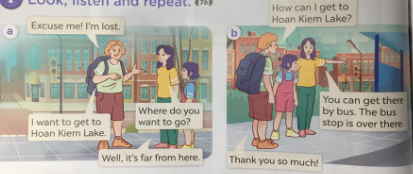 Look, listen and repeat.
a
Excuse me! I'm lost.
Where do you
want to go?
I want to get to
Hoan Kiem Lake.
Well, it's far from here.
b
How can I get to
Hoan Kiem Lake?
You can get there
by bus. The bus
stop is over there.
Thank you so much!